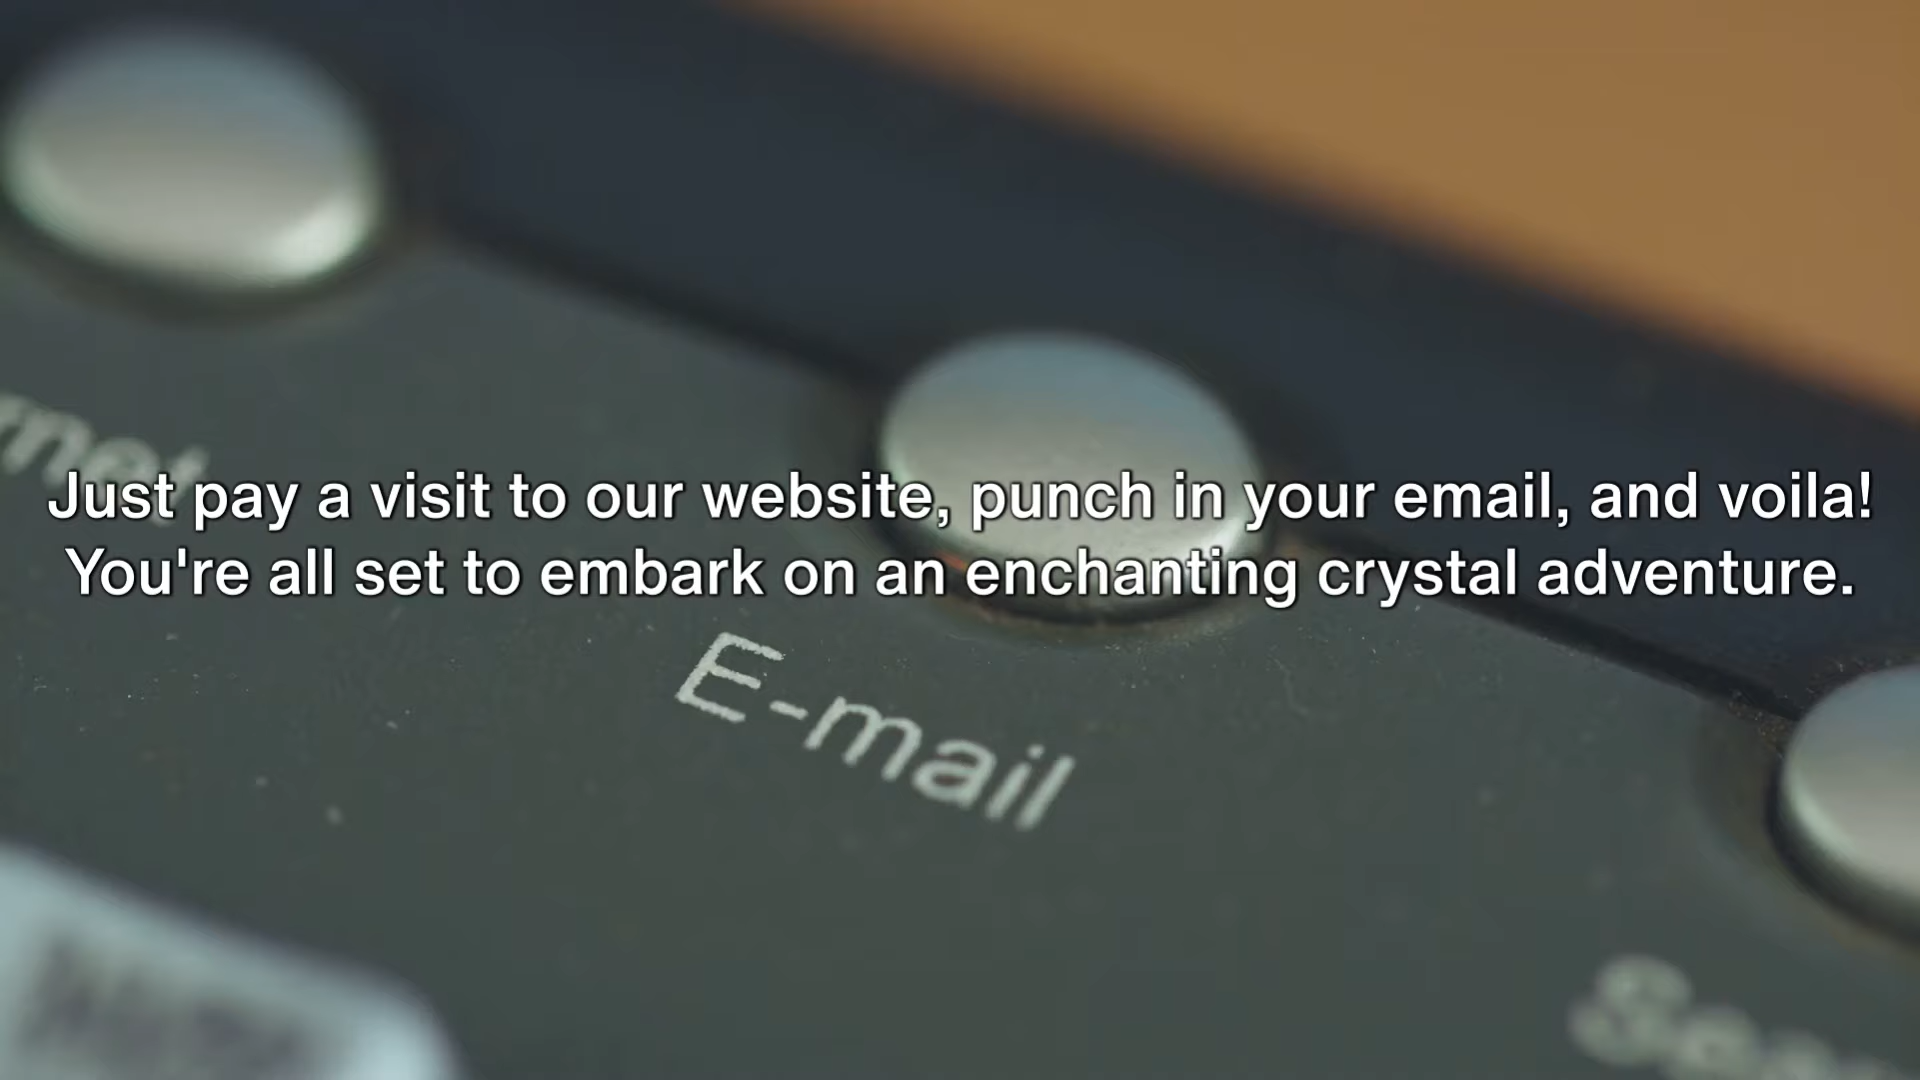 Just pay a visit to our website, punch in your email, and voila!
You're all set to embark on an enchanting crystal adventure.
E-mail